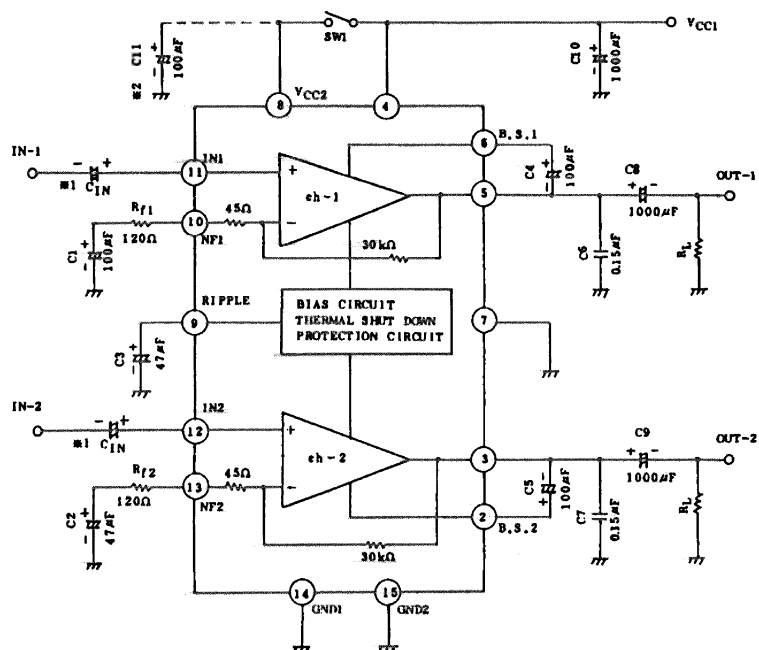 SW1
VCC1
※2 C11 100μF
C10 1000μF
8 VCC2
4
6 B.S.1
IN-1
※1 CIN
11 IN1
ch-1
C4 100μF
5
C8
1000μF
OUT-1
Rf1
120Ω
10 NF1
45Ω
30kΩ
C1 100μF
C6 0.15μF
RL
RIPPLE
9
BIAS CIRCUIT
THERMAL SHUT DOWN
PROTECTION CIRCUIT
7
C3 47μF
IN-2
※1 CIN
12 IN2
ch-2
3
C9
1000μF
OUT-2
Rf2
120Ω
13 NF2
45Ω
C5 100μF
2 B.S.2
C2 47μF
30kΩ
C7 0.15μF
RL
14 GND1
15 GND2